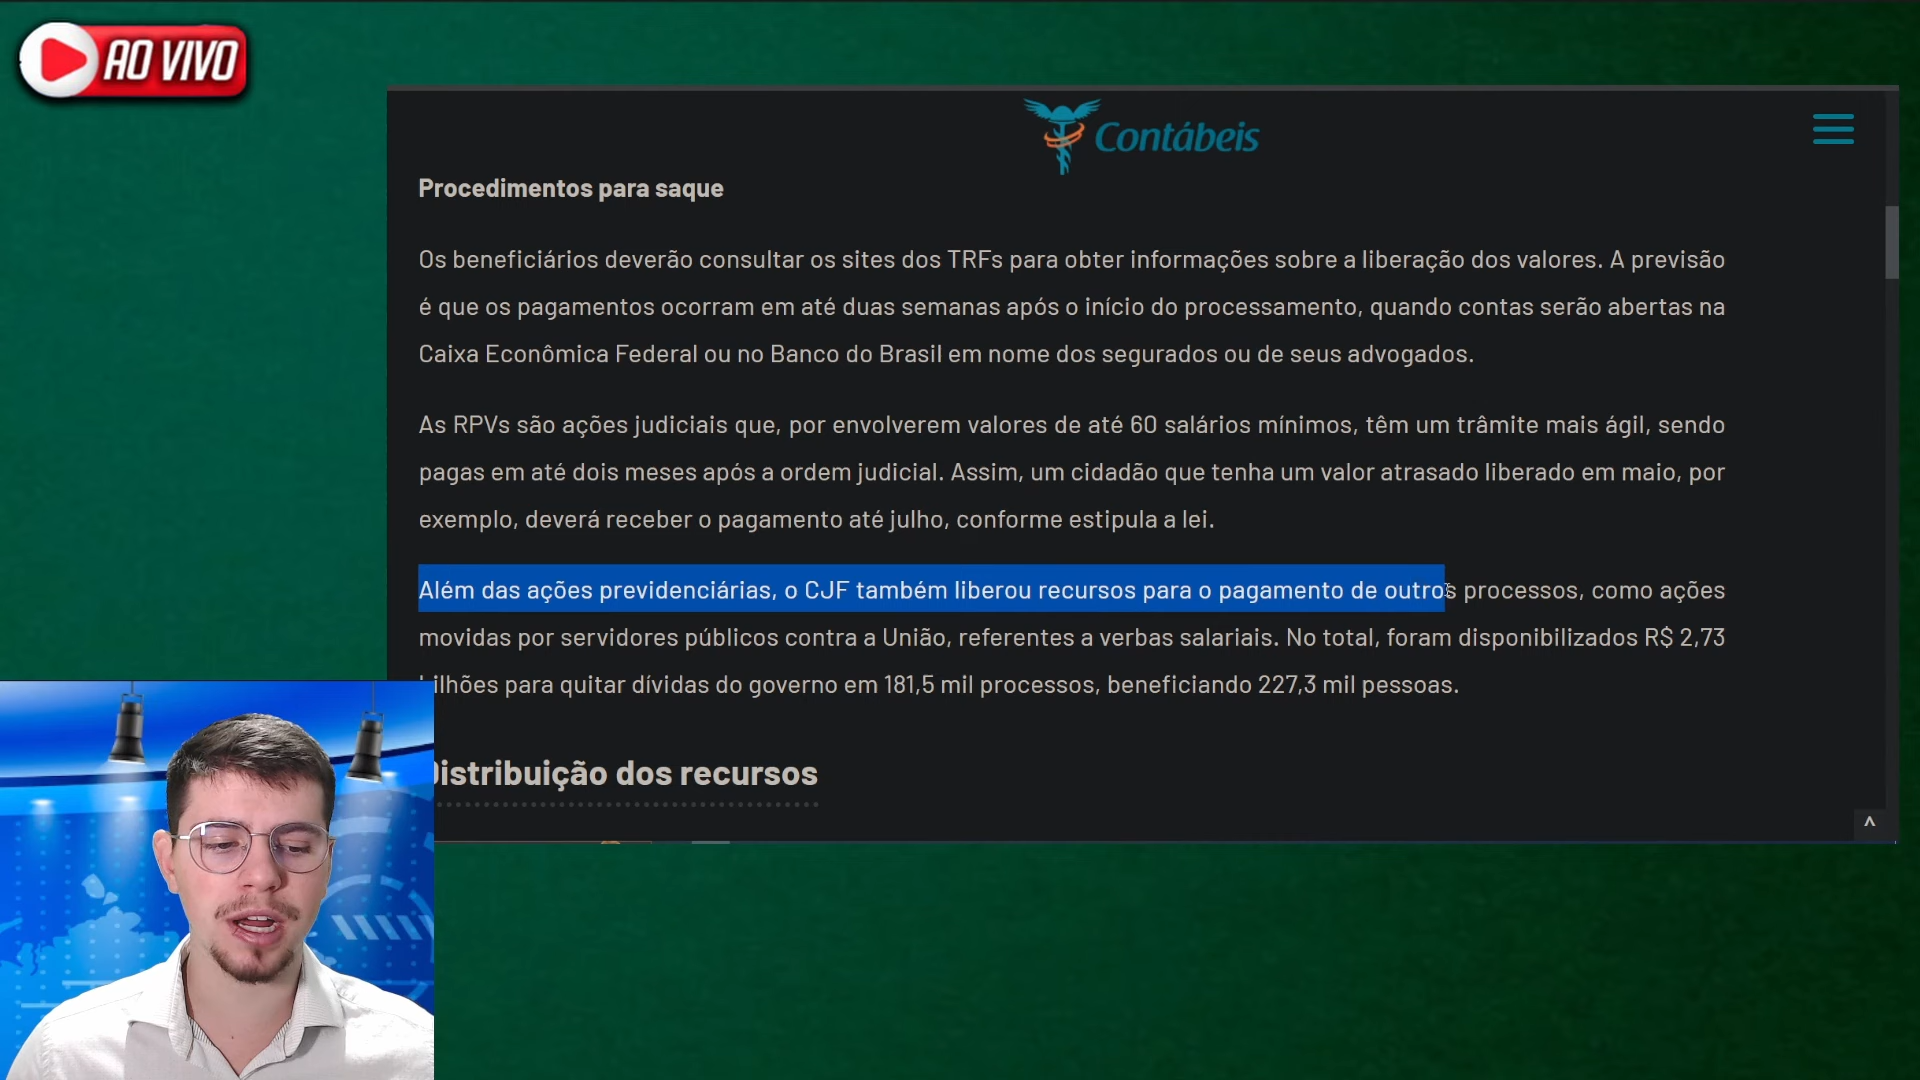 AO VIVO
Contábeis
Procedimentos para saque
Os beneficiários deverão consultar os sites dos TRFs para obter informações sobre a liberação dos valores. A previsão
é que os pagamentos ocorram em até duas semanas após o início do processamento, quando contas serão abertas na
Caixa Econômica Federal ou no Banco do Brasil em nome dos segurados ou de seus advogados.
As RPVs são ações judiciais que, por envolverem valores de até 60 salários mínimos, têm um trâmite mais ágil, sendo
pagas em até dois meses após a ordem judicial. Assim, um cidadão que tenha um valor atrasado liberado em maio, por
exemplo, deverá receber o pagamento até julho, conforme estipula a lei.
Além das ações previdenciárias, o CJF também liberou recursos para o pagamento de outros processos, como ações
movidas por servidores públicos contra a União, referentes a verbas salariais. No total, foram disponibilizados R$ 2,73
bilhões para quitar dívidas do governo em 181,5 mil processos, beneficiando 227,3 mil pessoas.
Distribuição dos recursos